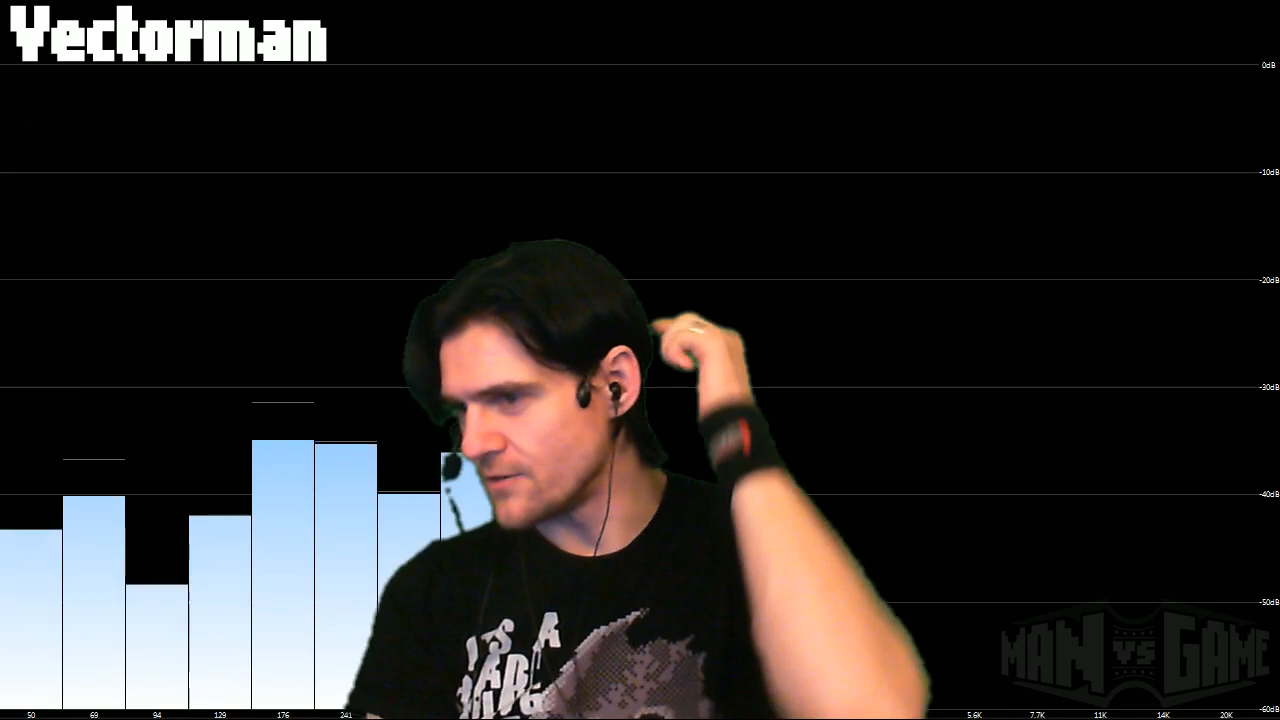 Vectorman
0dB
-10dB
-20dB
-30dB
-40dB
-50dB
MAN VS GAME
IT'S A
-60dB
50 69 94 129 176 241 5.6K 7.7K 11K 14K 20K